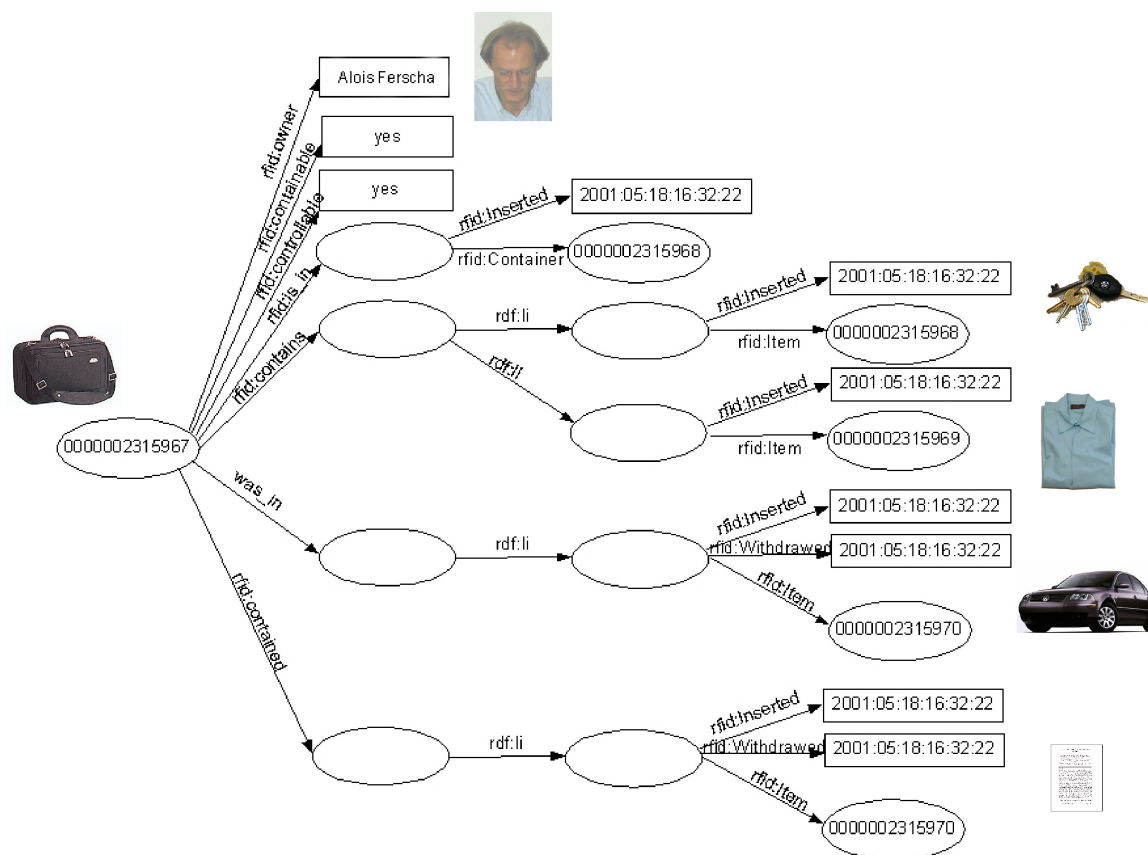 Alois Ferscha
rfid:owner
yes
rfid:containable
yes
rfid:controllable
rfid:Inserted
2001:05:18:16:32:22
rfid:is_in
rfid:Container
0000002315968
rfid:contains
rdf:li
rfid:Inserted
2001:05:18:16:32:22
rfid:Item
0000002315968
rdf:li
rfid:Inserted
2001:05:18:16:32:22
0000002315967
rfid:Item
0000002315969
was_in
rdf:li
rfid:Inserted
2001:05:18:16:32:22
rfid:Withdrawed
2001:05:18:16:32:22
rfid:Item
0000002315970
rfid:contained
rdf:li
rfid:Inserted
2001:05:18:16:32:22
rfid:Withdrawed
2001:05:18:16:32:22
rfid:Item
0000002315970